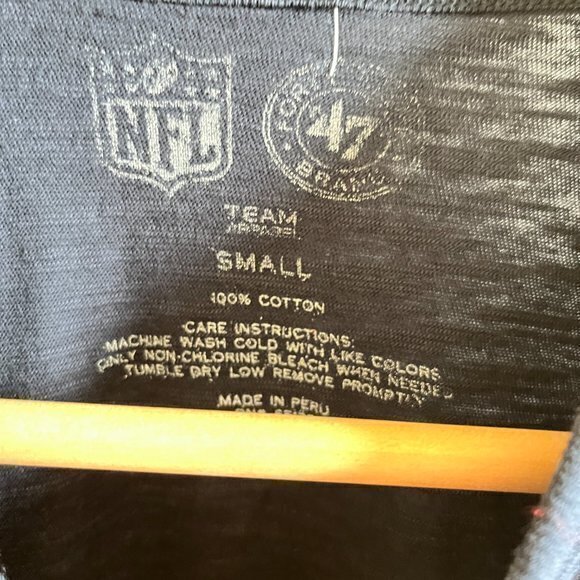 NFL
47
BRAND
TEAM
APPAREL
SMALL
100% COTTON
CARE INSTRUCTIONS:
MACHINE WASH COLD WITH LIKE COLORS
ONLY NON-CHLORINE BLEACH WHEN NEEDED
TUMBLE DRY LOW REMOVE PROMPTLY
MADE IN PERU